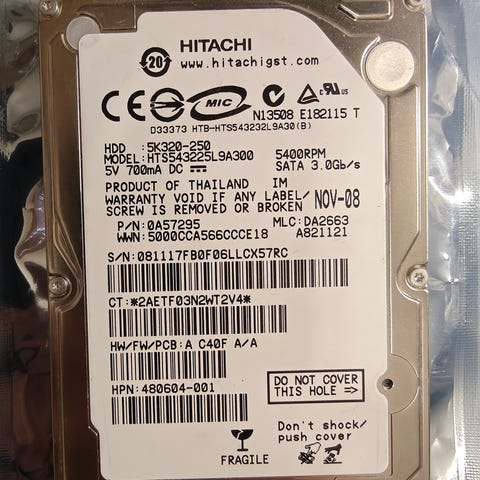 HITACHI
20 www.hitachigst.com
CE MIC
N13508 E182115 T
D33373 HTB-HTS543232L9A30(B)
HDD :5K320-250
MODEL:HTS543225L9A300 5400RPM
5V 700mA DC SATA 3.0Gb/s
PRODUCT OF THAILAND IM
WARRANTY VOID IF ANY LABEL/ NOV-08
SCREW IS REMOVED OR BROKEN
P/N:0A57295 MLC:DA2663
WWN:5000CCA566CCCE18 A821121
S/N:081117FB0F06LLCX57RC
CT:*2AETF03N2WT2V4*
HW/FW/PCB:A C40F A/A
HPN:480604-001
DO NOT COVER
THIS HOLE =>
Don't shock/
push cover
FRAGILE